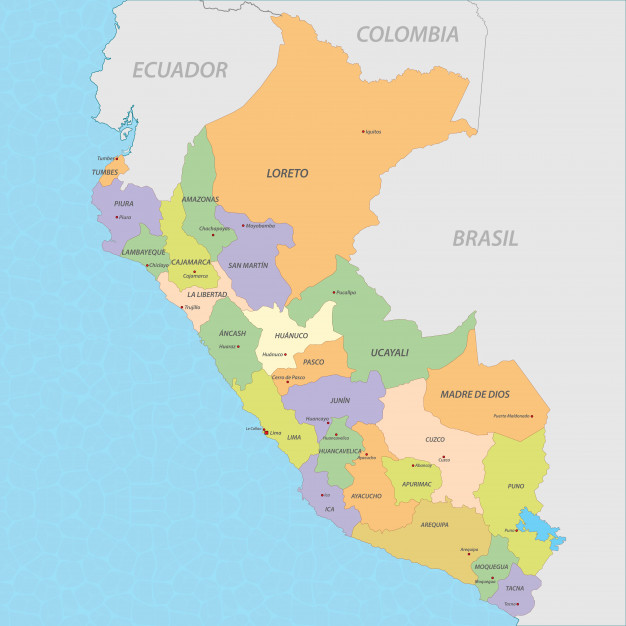 COLOMBIA
ECUADOR
Iquitos
Tumbes
TUMBES
LORETO
AMAZONAS
PIURA
Piura
Moyobamba
Chachapoyas
BRASIL
LAMBAYEQUE
Chiclayo
CAJAMARCA
Cajamarca
SAN MARTÍN
LA LIBERTAD
Trujillo
Pucallpa
ÁNCASH
Huaraz
HUÁNUCO
Huánuco
UCAYALI
PASCO
Cerro de Pasco
MADRE DE DIOS
Puerto Maldonado
JUNÍN
Huancayo
Le Callao
Lima
LIMA
Huancavelica
HUANCAVELICA
CUZCO
Cuzco
Ayacucho
Abancay
APURIMAC
PUNO
AYACUCHO
Ica
ICA
AREQUIPA
Puno
Arequipa
MOQUEGUA
Moquegua
TACNA
Tacna